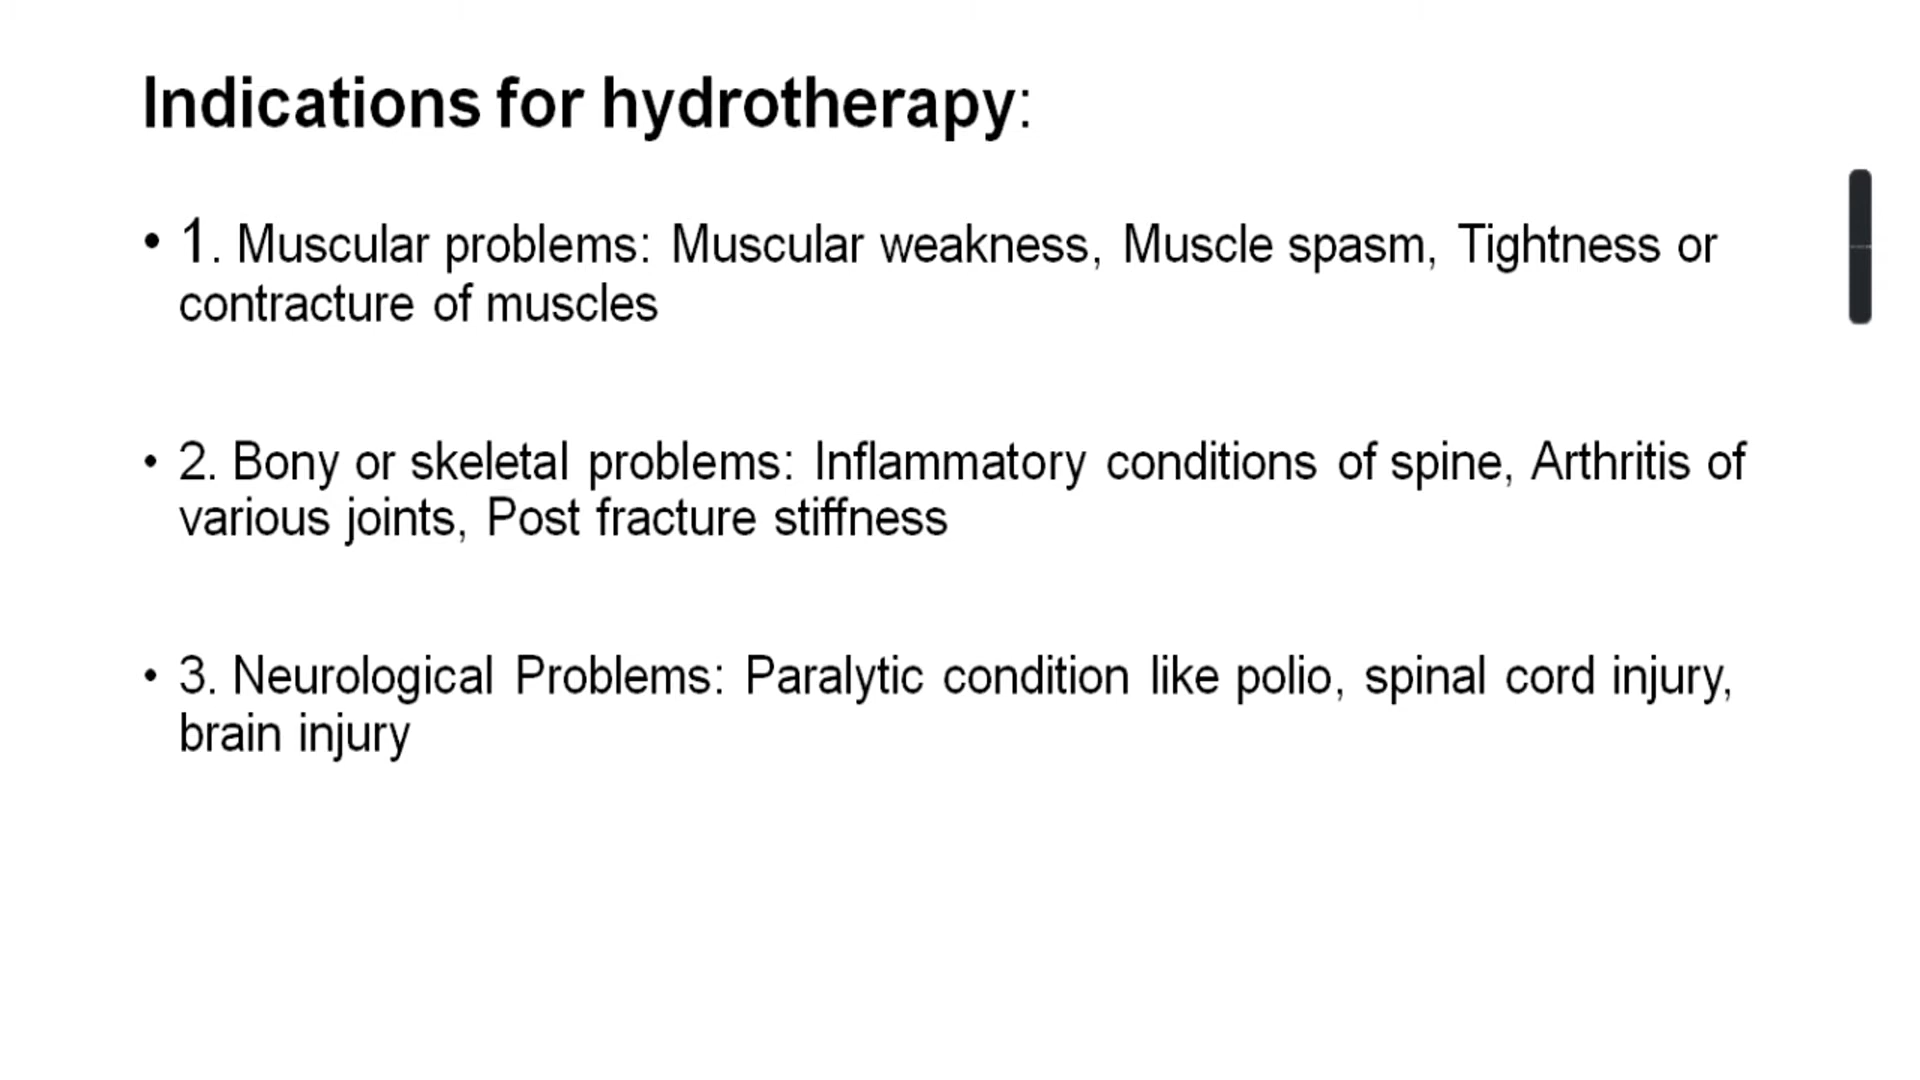 Indications for hydrotherapy:
• 1. Muscular problems: Muscular weakness, Muscle spasm, Tightness or
contracture of muscles
• 2. Bony or skeletal problems: Inflammatory conditions of spine, Arthritis of
various joints, Post fracture stiffness
• 3. Neurological Problems: Paralytic condition like polio, spinal cord injury,
brain injury